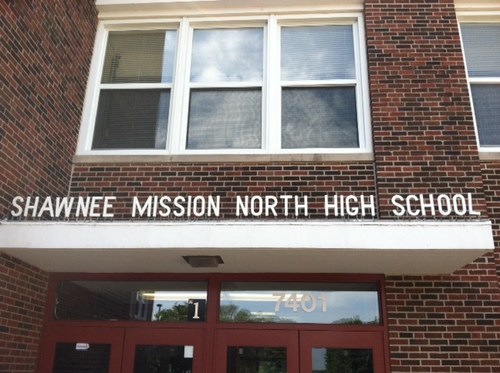 SHAWNEE MISSION NORTH HIGH SCHOOL
1
7401